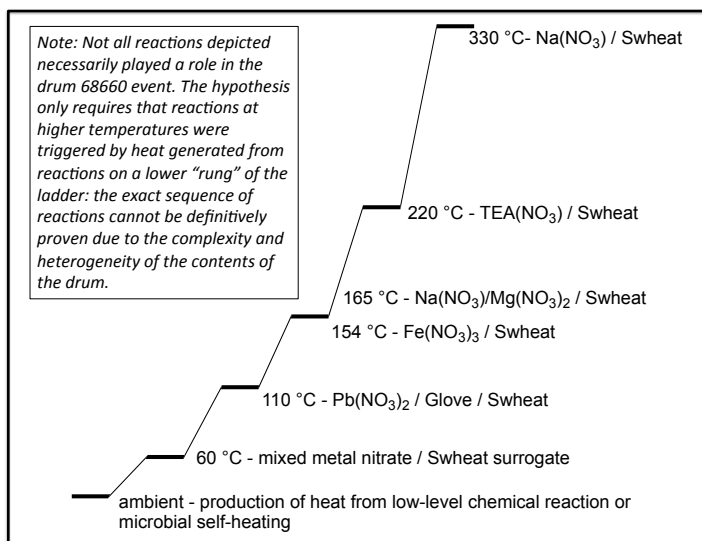 Note: Not all reactions depicted
necessarily played a role in the
drum 68660 event. The hypothesis
only requires that reactions at
higher temperatures were
triggered by heat generated from
reactions on a lower “rung” of the
ladder: the exact sequence of
reactions cannot be definitively
proven due to the complexity and
heterogeneity of the contents of
the drum.
330 °C- Na(NO₃) / Swheat
220 °C - TEA(NO₃) / Swheat
165 °C - Na(NO₃)/Mg(NO₃)₂ / Swheat
154 °C - Fe(NO₃)₃ / Swheat
110 °C - Pb(NO₃)₂ / Glove / Swheat
60 °C - mixed metal nitrate / Swheat surrogate
ambient - production of heat from low-level chemical reaction or
microbial self-heating